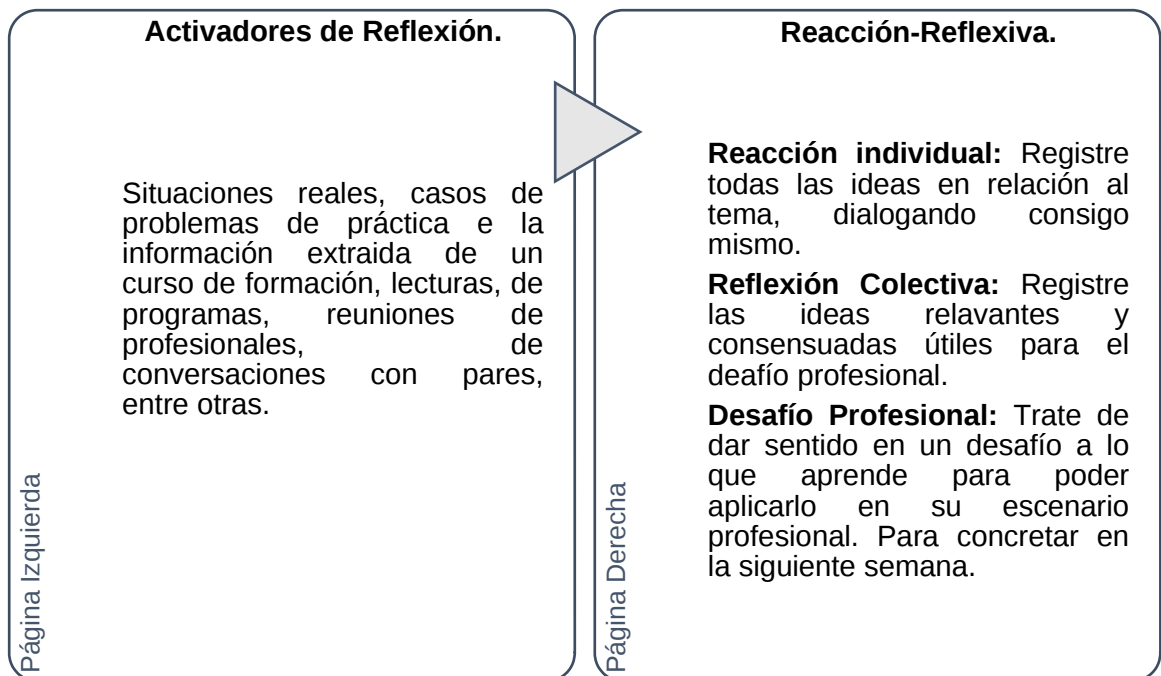 Activadores de Reflexión.
Situaciones reales, casos de
problemas de práctica e la
información extraida de un
curso de formación, lecturas, de
programas, reuniones de
profesionales, de
conversaciones con pares,
entre otras.
Página Izquierda
Reacción-Reflexiva.
Reacción individual: Registre
todas las ideas en relación al
tema, dialogando consigo
mismo.
Reflexión Colectiva: Registre
las ideas relavantes y
consensuadas útiles para el
deafío profesional.
Desafío Profesional: Trate de
dar sentido en un desafío a lo
que aprende para poder
aplicarlo en su escenario
profesional. Para concretar en
la siguiente semana.
Página Derecha